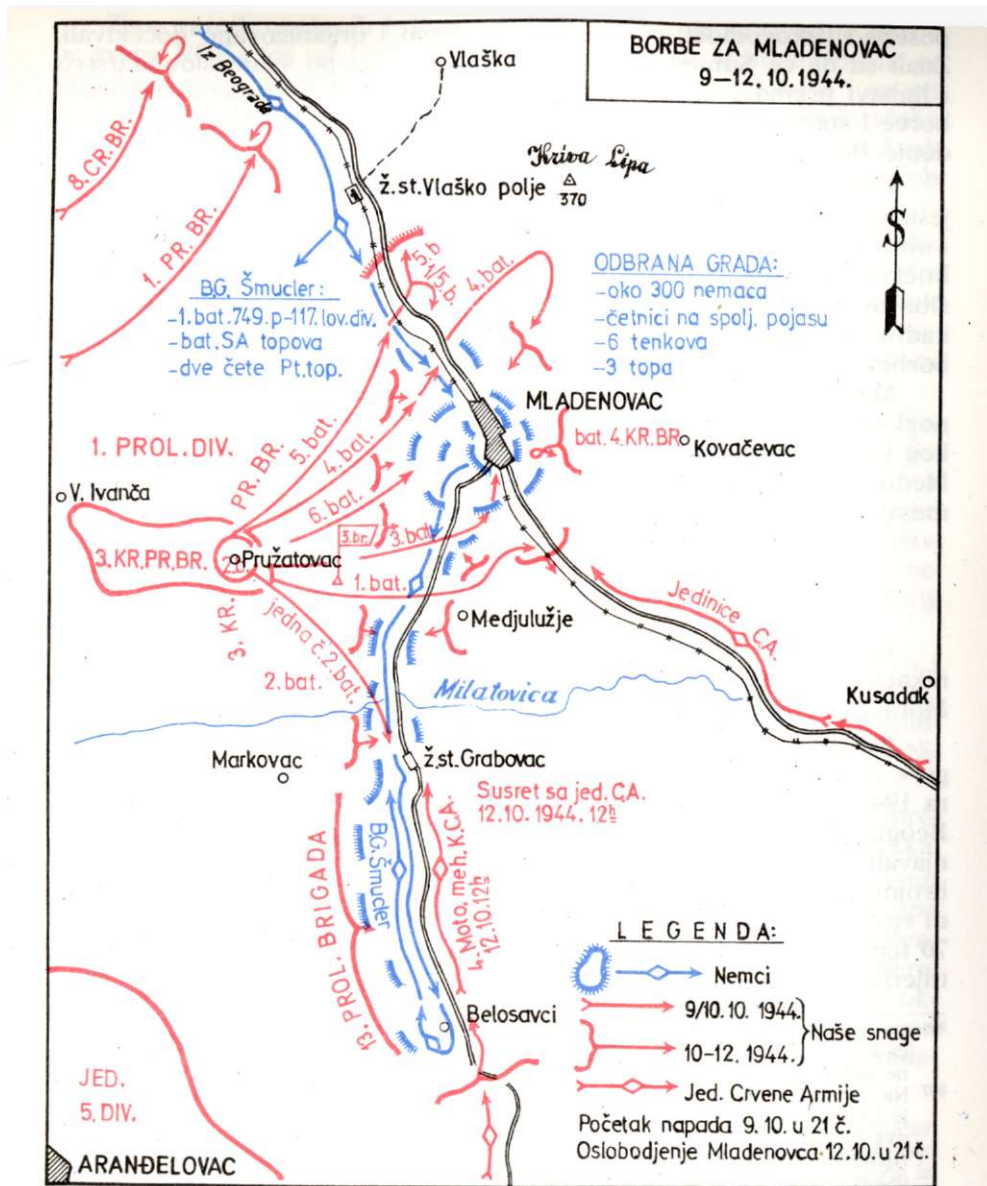 BORBE ZA MLADENOVAC
9—12. 10. 1944.
Iz Beograda
Vlaška
8. CR. BR.
1. PR. BR.
Kriva Lipa
ž.st. Vlaško polje
370
S
B.G. Šmucler:
-1.bat.749.p-117.lov.div.
-bat. SA topova
-dve čete Pt.top.
5.b
1/5.b.
4.bat.
ODBRANA GRADA:
-oko 300 nemaca
-četnici na spolj. pojasu
-6 tenkova
-3 topa
MLADENOVAC
bat. 4. KR. BR
Kovačevac
1. PROL. DIV.
PR. BR.
5. bat.
4. bat.
6. bat.
3.br.
3. bat.
1. bat.
V. Ivanča
3. KR. PR. BR.
Pružatovac
3. KR.
jedna č. 2. bat.
2. bat.
Medjulužje
Jedinice C.A.
Milatovica
Kusadak
Markovac
ž.st. Grabovac
Susret sa jed. C.A.
12.10. 1944. 12h
13. PROL. BRIGADA
B.G. Šmucler
4. Moto. meh. K.C.A.
12.10. 12h
Belosavci
JED.
5. DIV.
ARANĐELOVAC
LEGENDA:
Nemci
9/10.10. 1944.
10-12. 1944.
Naše snage
Jed. Crvene Armije
Početak napada 9.10. u 21 č.
Oslobodjenje Mladenovca 12.10. u 21 č.